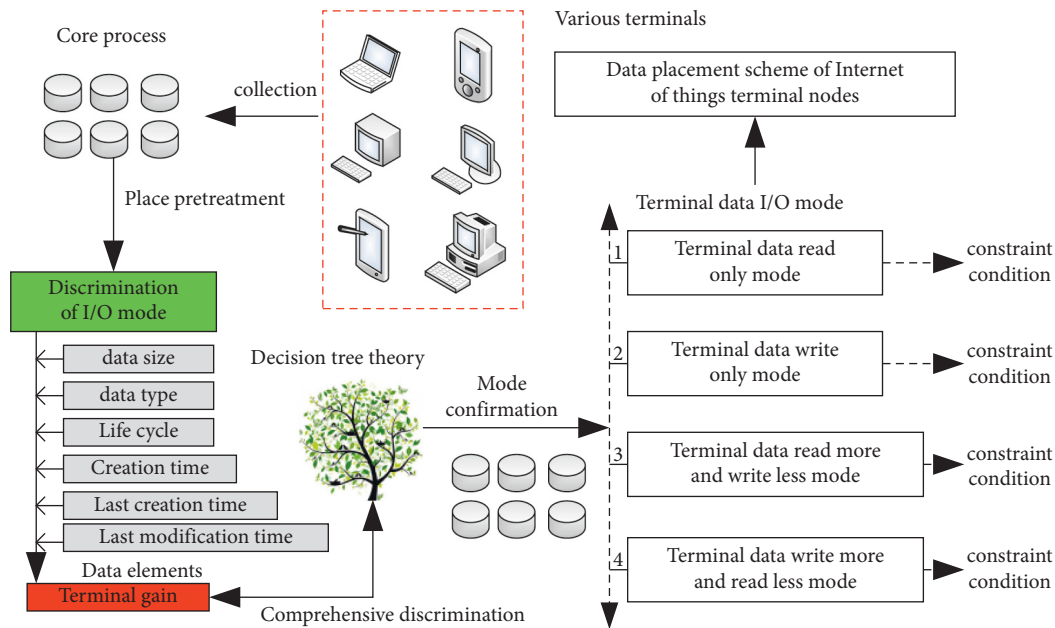 Core process
collection
Various terminals
Data placement scheme of Internet
of things terminal nodes
Place pretreatment
Discrimination
of I/O mode
data size
data type
Life cycle
Creation time
Last creation time
Last modification time
Data elements
Terminal gain
Decision tree theory
Comprehensive discrimination
Mode
confirmation
Terminal data I/O mode
1
Terminal data read
only mode
constraint
condition
2
Terminal data write
only mode
constraint
condition
3
Terminal data read more
and write less mode
constraint
condition
4
Terminal data write more
and read less mode
constraint
condition